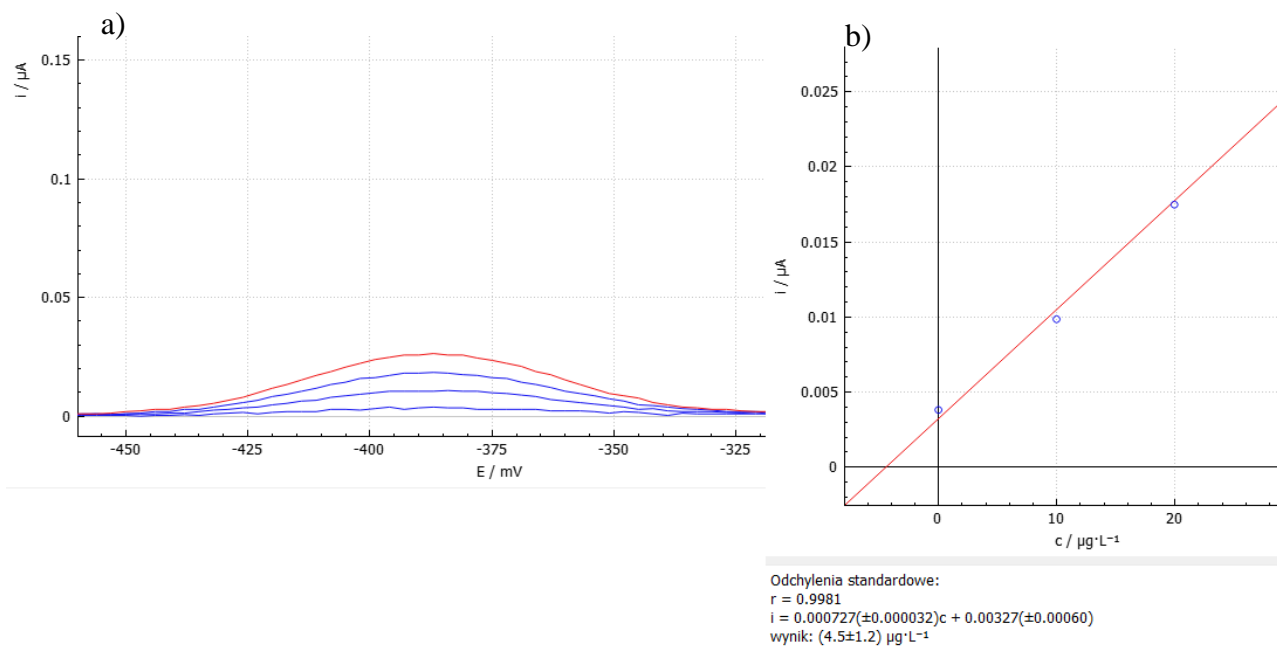 a)
i / µA
0.15
0.1
0.05
0
-450
-425
-400
-375
-350
-325
E / mV
b)
i / µA
0.025
0.02
0.015
0.01
0.005
0
0
10
20
c / µg·L⁻¹
Odchylenia standardowe:
r = 0.9981
i = 0.000727(±0.000032)c + 0.00327(±0.00060)
wynik: (4.5±1.2) µg·L⁻¹